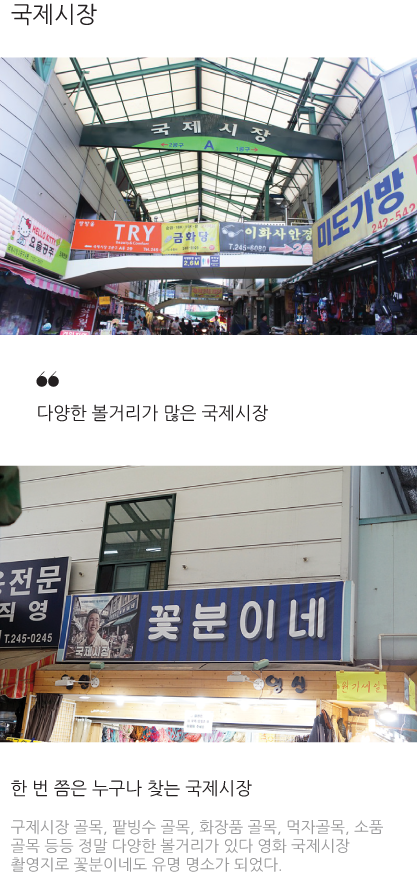 국제시장
국제시장
←2출구 A 1출구→
HELLO KITTY
요술공주
TRY
금화당
이화사안경
T.245-6080
미도가방
242-542
2.6M
다양한 볼거리가 많은 국제시장
용전문
직영
T.245-0245
국제시장
꽃분이네
한 번 쯤은 누구나 찾는 국제시장
구제시장 골목, 팥빙수 골목, 화장품 골목, 먹자골목, 소품
골목 등등 정말 다양한 볼거리가 있다 영화 국제시장
촬영지로 꽃분이네도 유명 명소가 되었다.